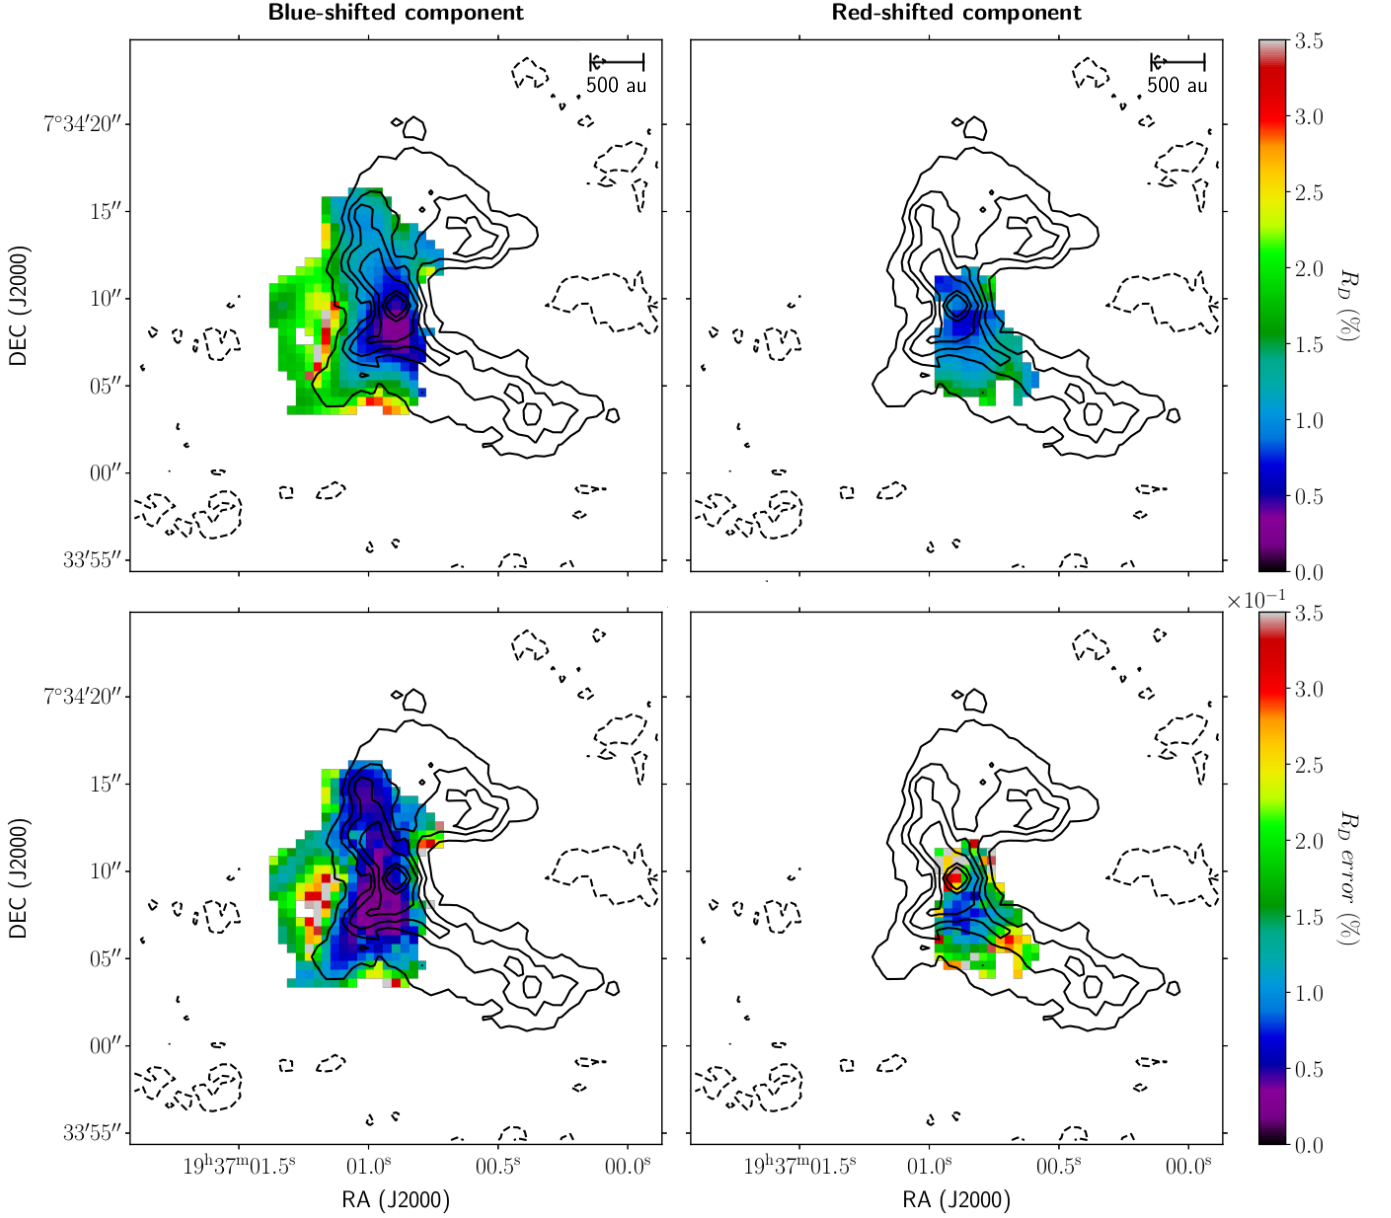 Blue-shifted component
Red-shifted component
500 au
500 au
7°34′20″
15″
10″
05″
00″
33′55″
DEC (J2000)
3.5
3.0
2.5
2.0
1.5
1.0
0.5
0.0
R_D (%)
×10⁻¹
7°34′20″
15″
10″
05″
00″
33′55″
DEC (J2000)
3.5
3.0
2.5
2.0
1.5
1.0
0.5
0.0
R_D error (%)
19ʰ37ᵐ01.5ˢ 01.0ˢ 00.5ˢ 00.0ˢ
19ʰ37ᵐ01.5ˢ 01.0ˢ 00.5ˢ 00.0ˢ
RA (J2000)
RA (J2000)